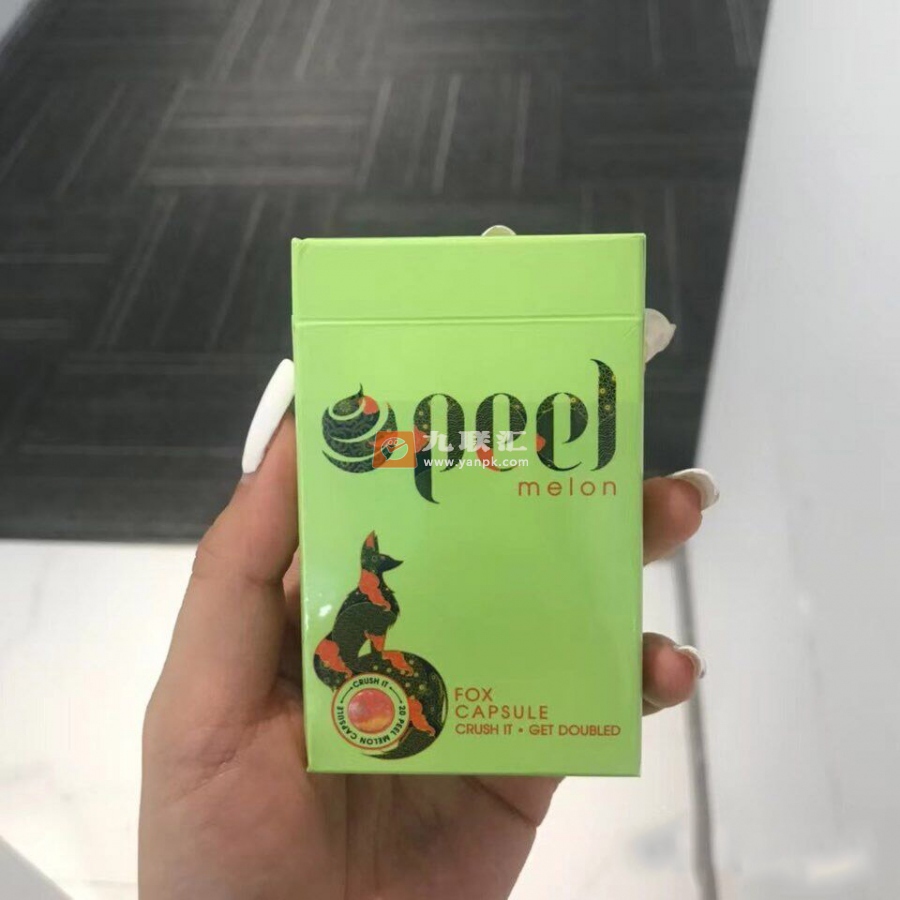 peel
九联汇
www.yanpk.com
melon
CRUSH IT
20 PEEL MELON CAPSULE
FOX
CAPSULE
CRUSH IT • GET DOUBLED